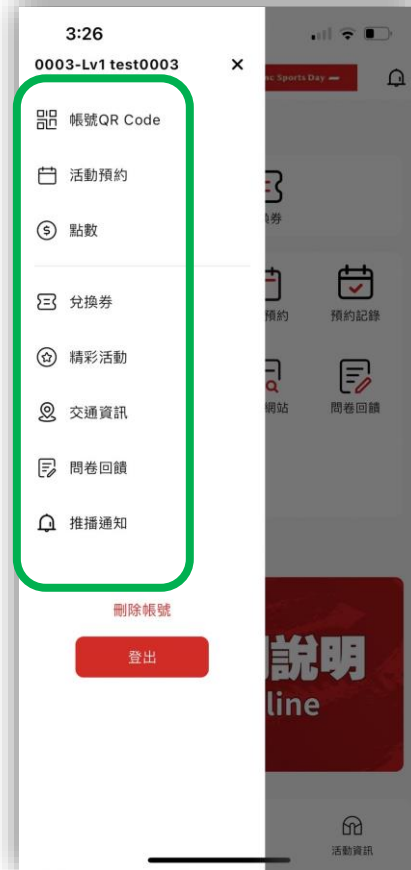 3:26
0003-Lv1 test0003
Sports Day
帳號QR Code
活動預約
點數
券
兌換券
預約
預約記錄
精彩活動
網站
問卷回饋
交通資訊
問卷回饋
推播通知
刪除帳號
登出
說明
line
活動資訊